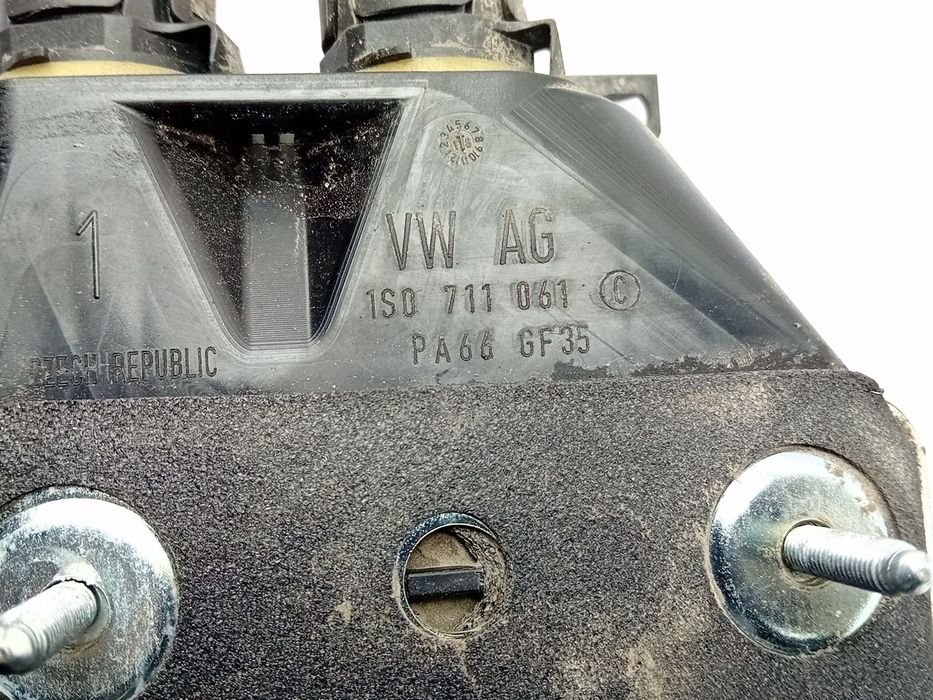 1
VW AG
1S0 711 061 C
PA66 GF35
CZECH REPUBLIC